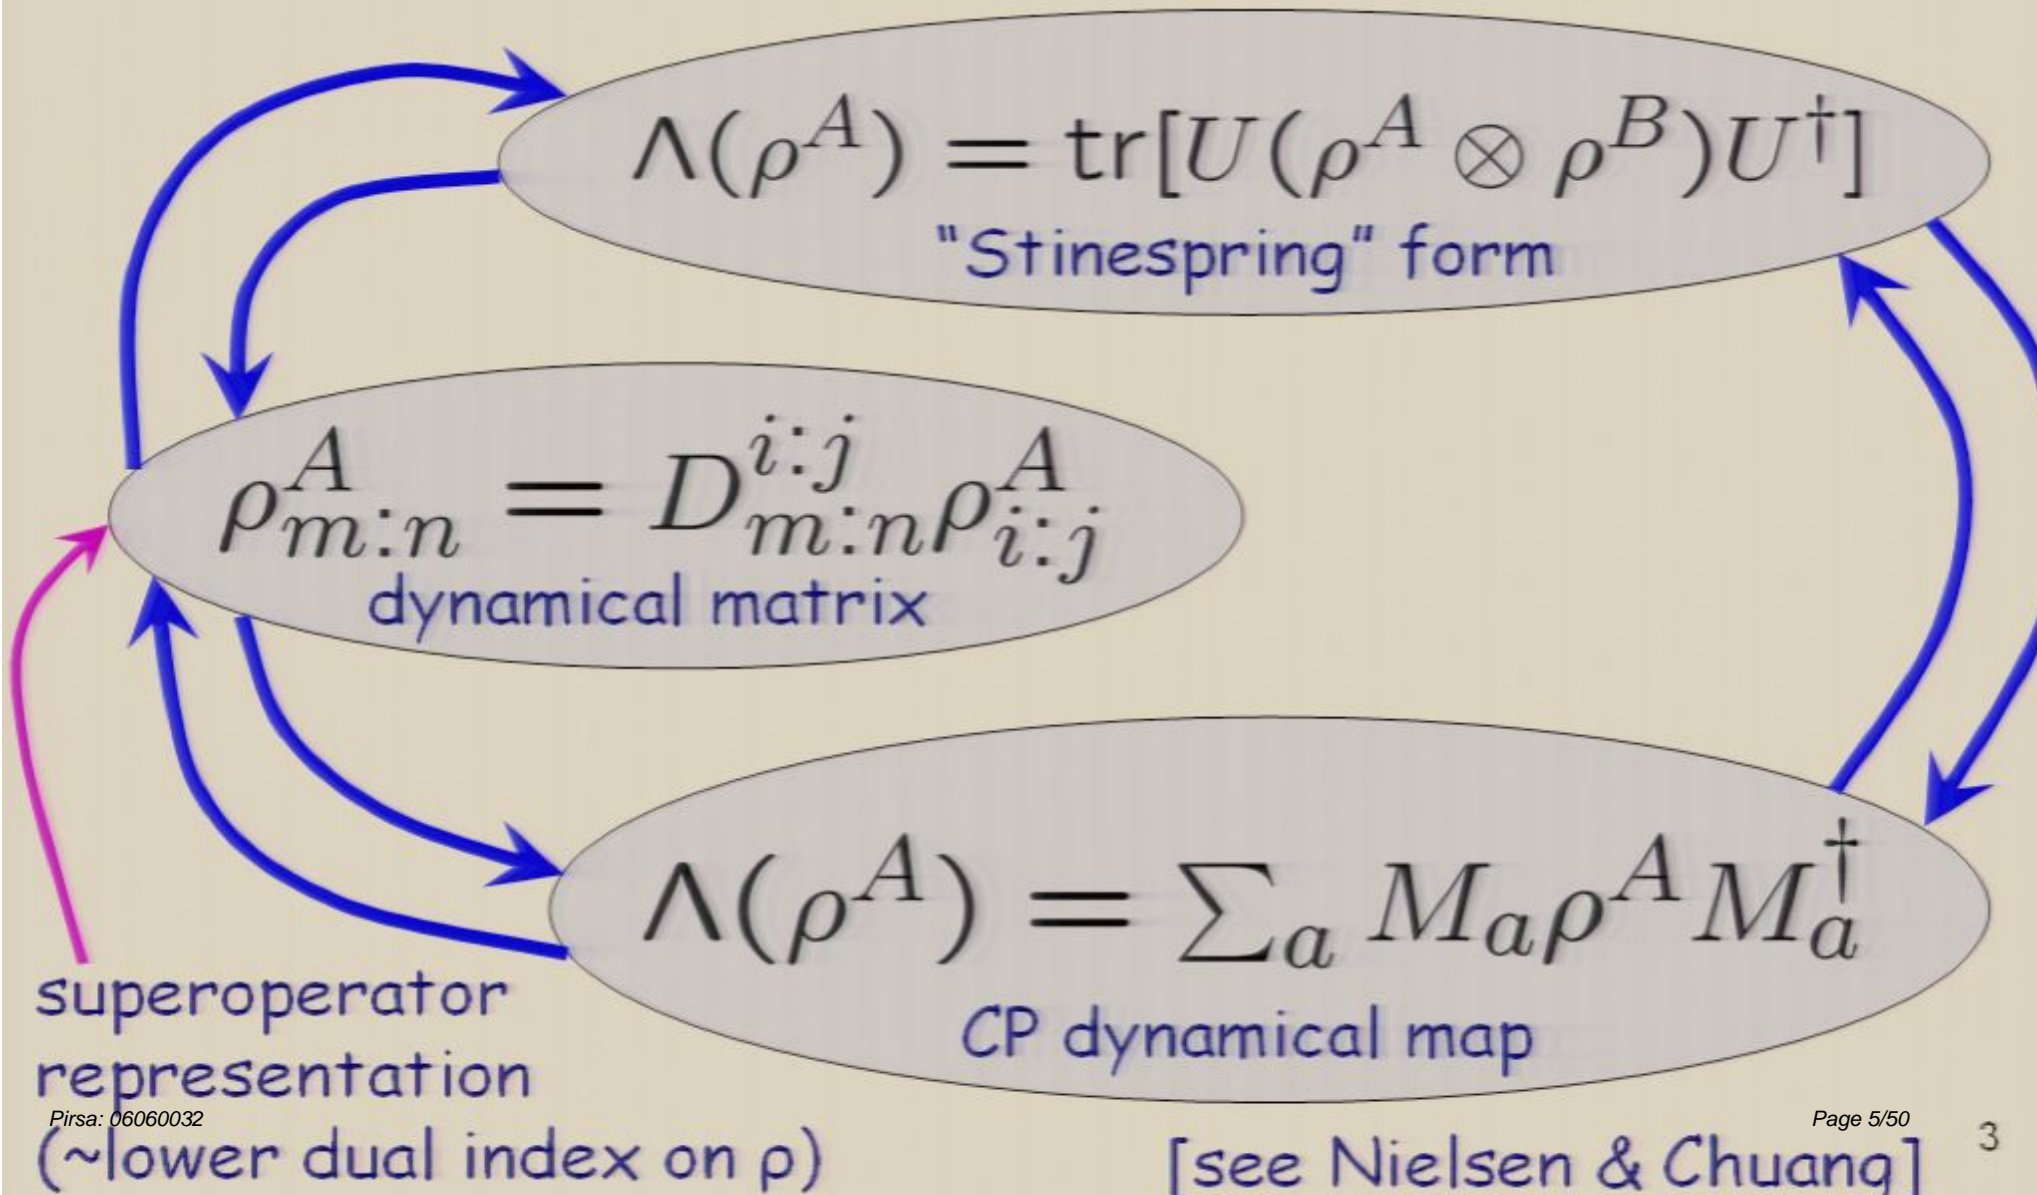 Λ(ρ^A) = tr[U(ρ^A ⊗ ρ^B)U^†]
"Stinespring" form
ρ^A_{m:n} = D^{i:j}_{m:n} ρ^A_{i:j}
dynamical matrix
Λ(ρ^A) = ∑_a M_a ρ^A M_a^†
CP dynamical map
superoperator
representation
(~lower dual index on ρ)
[see Nielsen & Chuang]
Pirsa: 06060032
Page 5/50
3